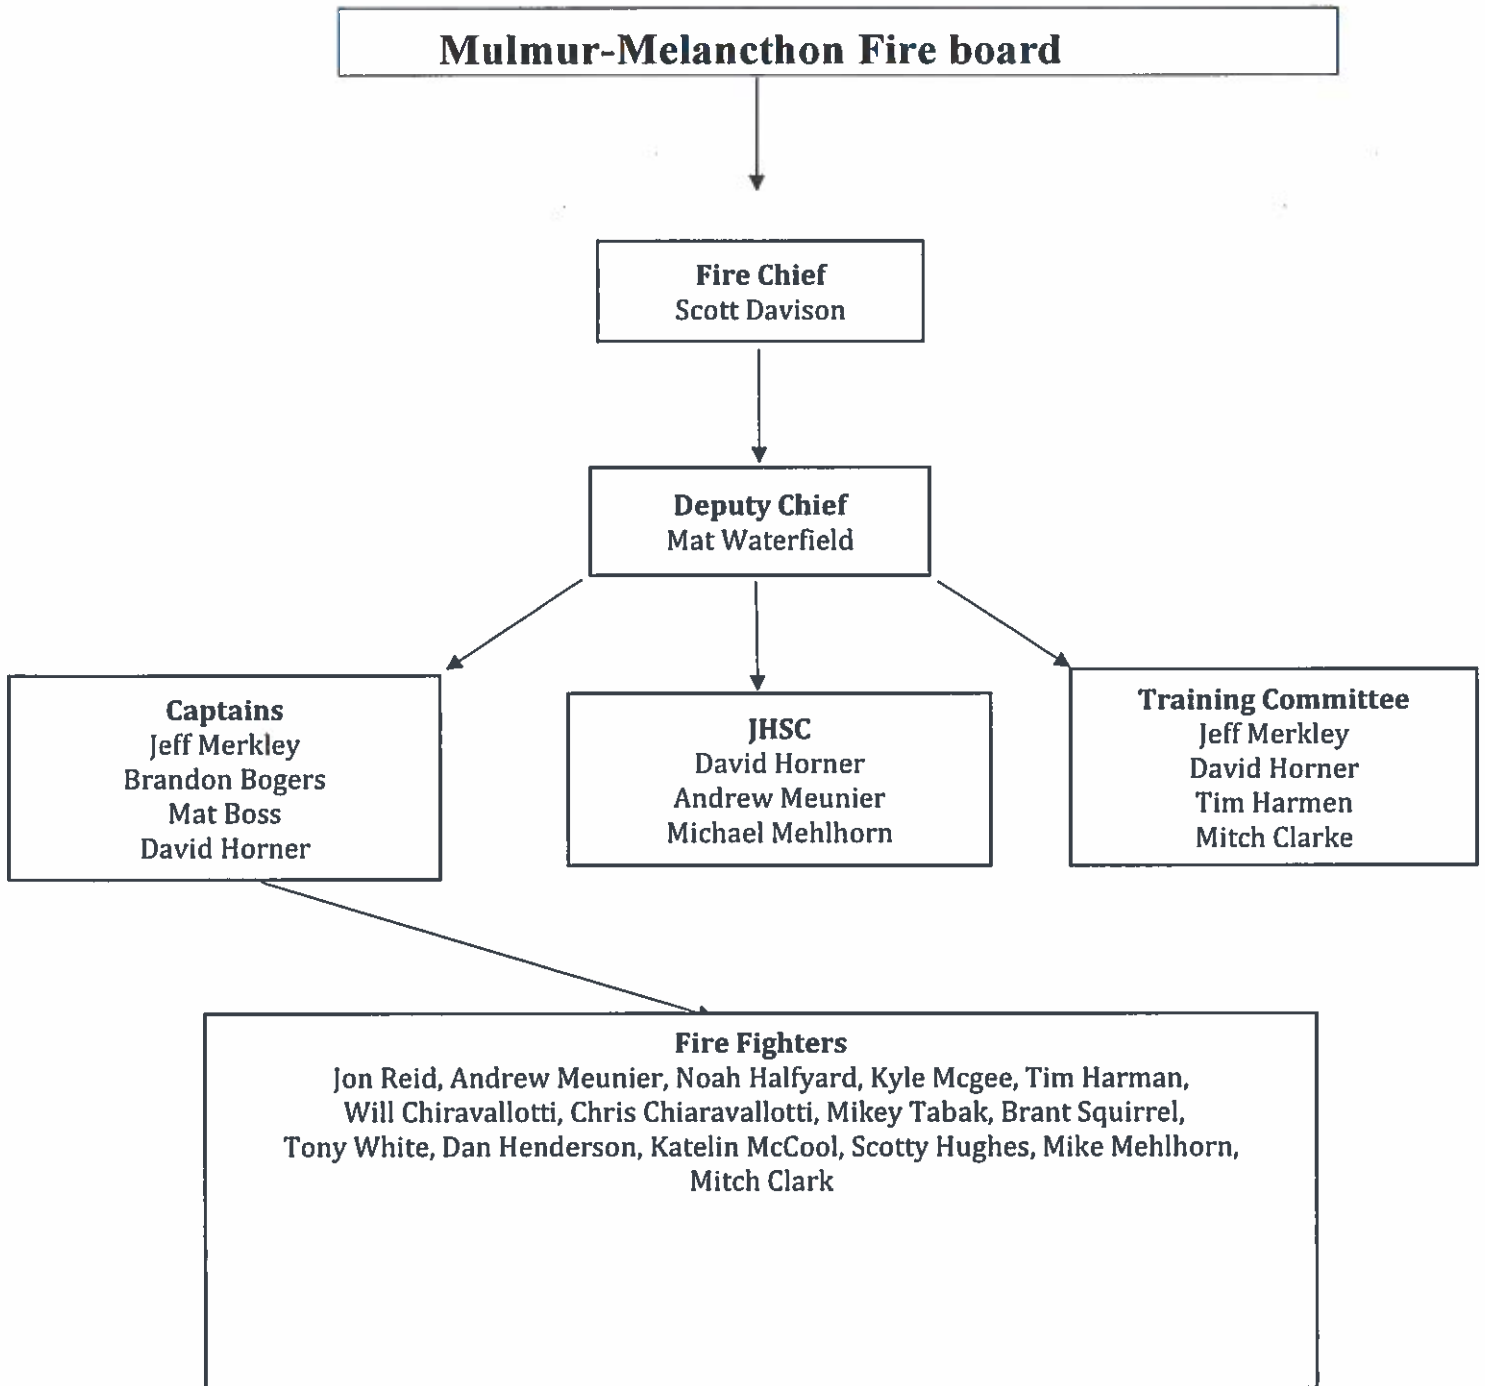 Mulmur-Melancthon Fire board
Fire Chief
Scott Davison
Deputy Chief
Mat Waterfield
Captains
Jeff Merkley
Brandon Bogers
Mat Boss
David Horner
JHSC
David Horner
Andrew Meunier
Michael Mehlhorn
Training Committee
Jeff Merkley
David Horner
Tim Harmen
Mitch Clarke
Fire Fighters
Jon Reid, Andrew Meunier, Noah Halfyard, Kyle Mcgee, Tim Harman,
Will Chiravallotti, Chris Chiaravallotti, Mikey Tabak, Brant Squirrel,
Tony White, Dan Henderson, Katelin McCool, Scotty Hughes, Mike Mehlhorn,
Mitch Clark